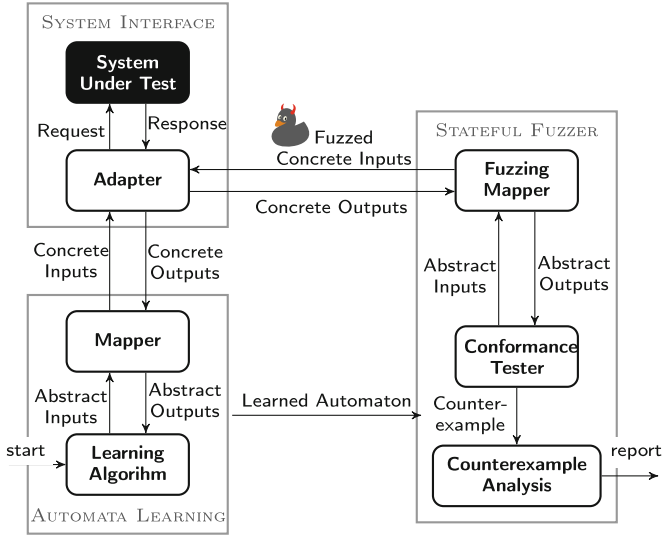 SYSTEM INTERFACE
System
Under Test
Request
Response
Adapter
Fuzzed
Concrete Inputs
Concrete Outputs
STATEFUL FUZZER
Fuzzing
Mapper
Concrete
Inputs
Concrete
Outputs
Abstract
Inputs
Abstract
Outputs
Mapper
Conformance
Tester
Abstract
Inputs
Abstract
Outputs
Learned Automaton
Counter-
example
start
Learning
Algorihm
Counterexample
Analysis
report
AUTOMATA LEARNING